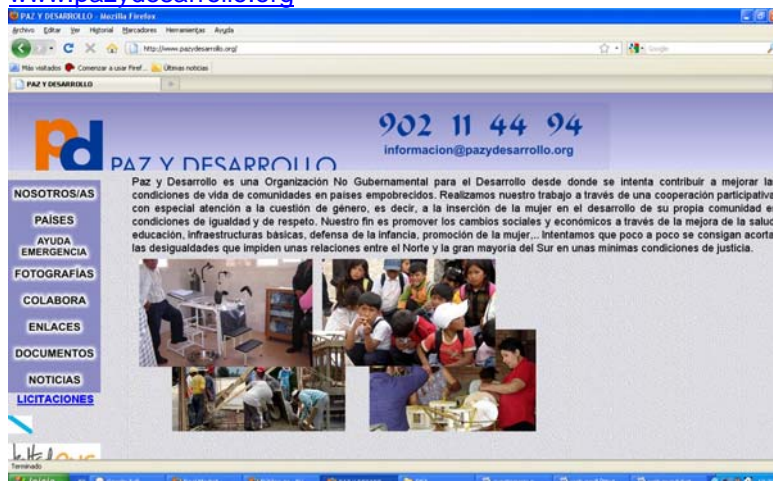 www.pazydesarrollo.org
PAZ Y DESARROLLO - Mozilla Firefox
Archivo Editar Ver Historial Marcadores Herramientas Ayuda
http://www.pazydesarrollo.org/
Google
Más visitados Comenzar a usar Firef... Últimas noticias
PAZ Y DESARROLLO
pd
PAZ Y DESARROLLO
902 11 44 94
informacion@pazydesarrollo.org
NOSOTROS/AS
PAÍSES
AYUDA
EMERGENCIA
FOTOGRAFÍAS
COLABORA
ENLACES
DOCUMENTOS
NOTICIAS
LICITACIONES
Paz y Desarrollo es una Organización No Gubernamental para el Desarrollo desde donde se intenta contribuir a mejorar la
condiciones de vida de comunidades en países empobrecidos. Realizamos nuestro trabajo a través de una cooperación participativa
con especial atención a la cuestión de género, es decir, a la inserción de la mujer en el desarrollo de su propia comunidad e
condiciones de igualdad y de respeto. Nuestro fin es promover los cambios sociales y económicos a través de la mejora de la salud
educación, infraestructuras básicas, defensa de la infancia, promoción de la mujer,.. Intentamos que poco a poco se consigan acorta
las desigualdades que impiden unas relaciones entre el Norte y la gran mayoría del Sur en unas mínimas condiciones de justicia.
Terminado
Inicio